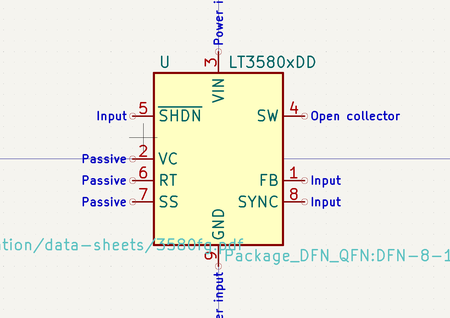 Power i
U LT3580xDD
3
VIN
Input 5 SHDN SW 4 Open collector
Passive 2 VC
Passive 6 RT FB 1 Input
Passive 7 SS SYNC 8 Input
GND
ation/data-sheets/3580fg.pdf
9 Package_DFN_QFN:DFN-8-1
er input